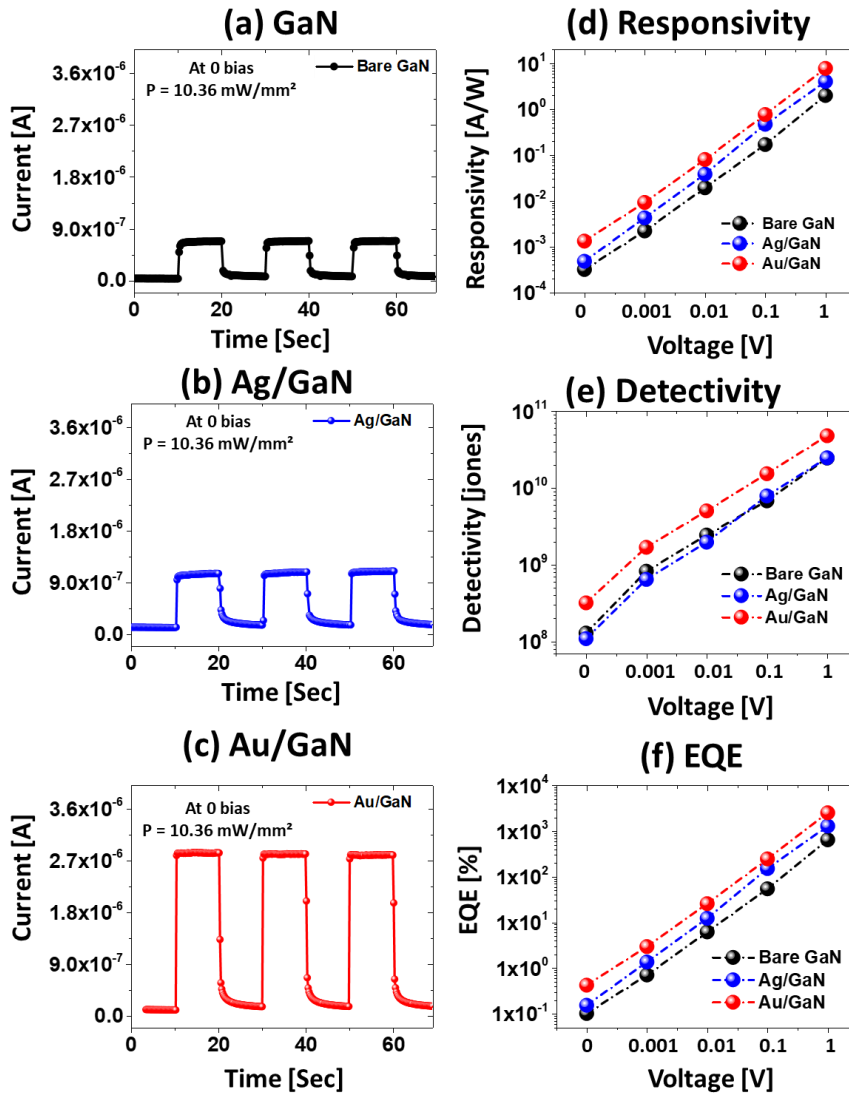 (a) GaN
At 0 bias
P = 10.36 mW/mm²
Bare GaN
Current [A]
3.6x10⁻⁶
2.7x10⁻⁶
1.8x10⁻⁶
9.0x10⁻⁷
0.0
0 20 40 60
Time [Sec]
(d) Responsivity
Responsivity [A/W]
10¹
10⁰
10⁻¹
10⁻²
10⁻³
10⁻⁴
Bare GaN
Ag/GaN
Au/GaN
0 0.001 0.01 0.1 1
Voltage [V]
(b) Ag/GaN
At 0 bias
P = 10.36 mW/mm²
Ag/GaN
Current [A]
3.6x10⁻⁶
2.7x10⁻⁶
1.8x10⁻⁶
9.0x10⁻⁷
0.0
0 20 40 60
Time [Sec]
(e) Detectivity
Detectivity [jones]
10¹¹
10¹⁰
10⁹
10⁸
Bare GaN
Ag/GaN
Au/GaN
0 0.001 0.01 0.1 1
Voltage [V]
(c) Au/GaN
At 0 bias
P = 10.36 mW/mm²
Au/GaN
Current [A]
3.6x10⁻⁶
2.7x10⁻⁶
1.8x10⁻⁶
9.0x10⁻⁷
0.0
0 20 40 60
Time [Sec]
(f) EQE
EQE [%]
1x10⁴
1x10³
1x10²
1x10¹
1x10⁰
1x10⁻¹
Bare GaN
Ag/GaN
Au/GaN
0 0.001 0.01 0.1 1
Voltage [V]